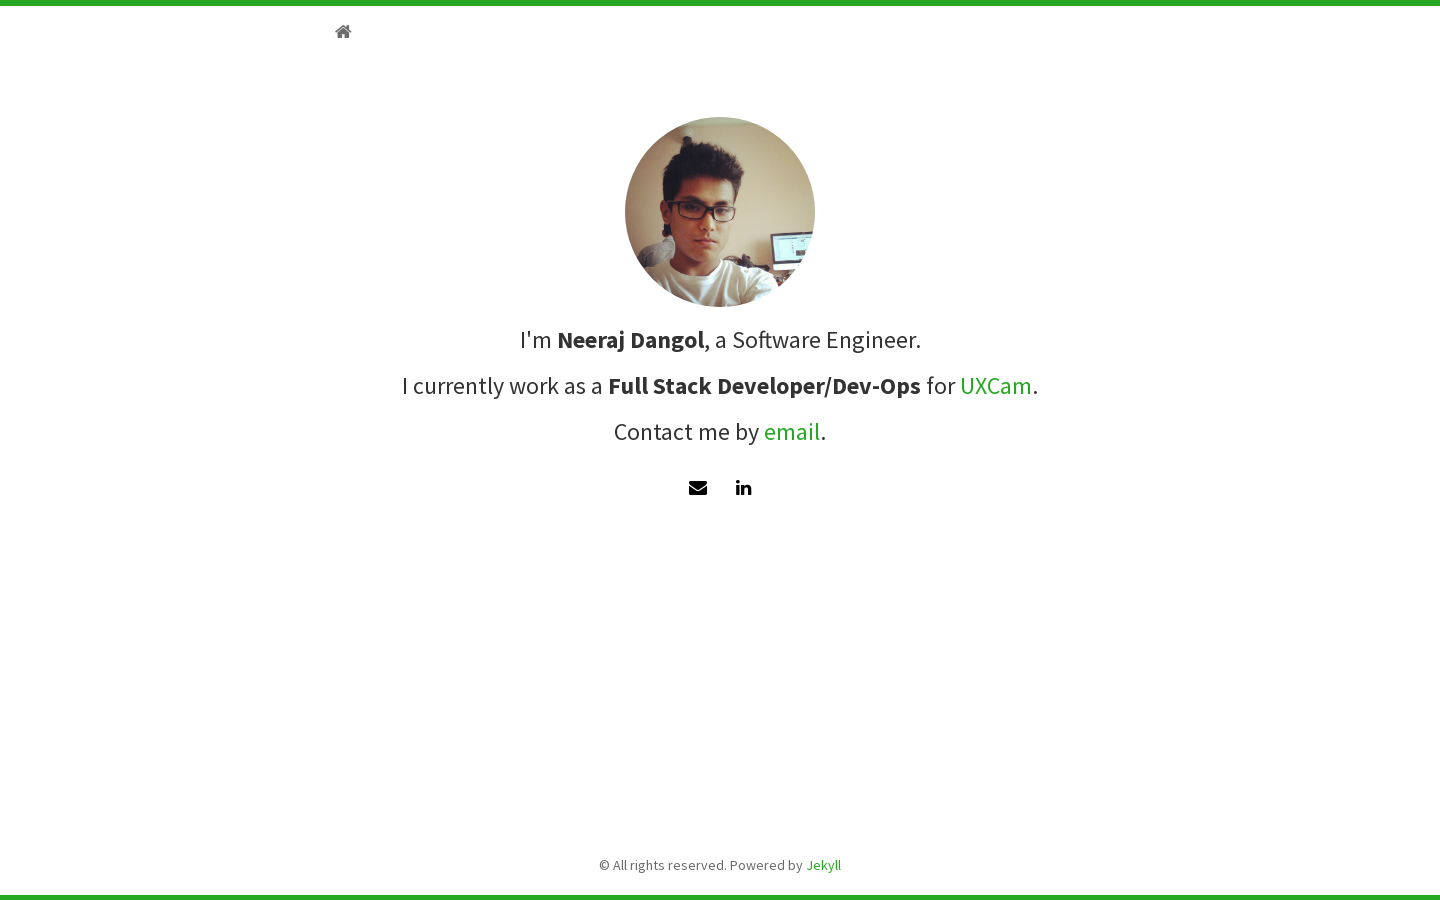 I'm Neeraj Dangol, a Software Engineer.
I currently work as a Full Stack Developer/Dev-Ops for UXCam.
Contact me by email.
© All rights reserved. Powered by Jekyll